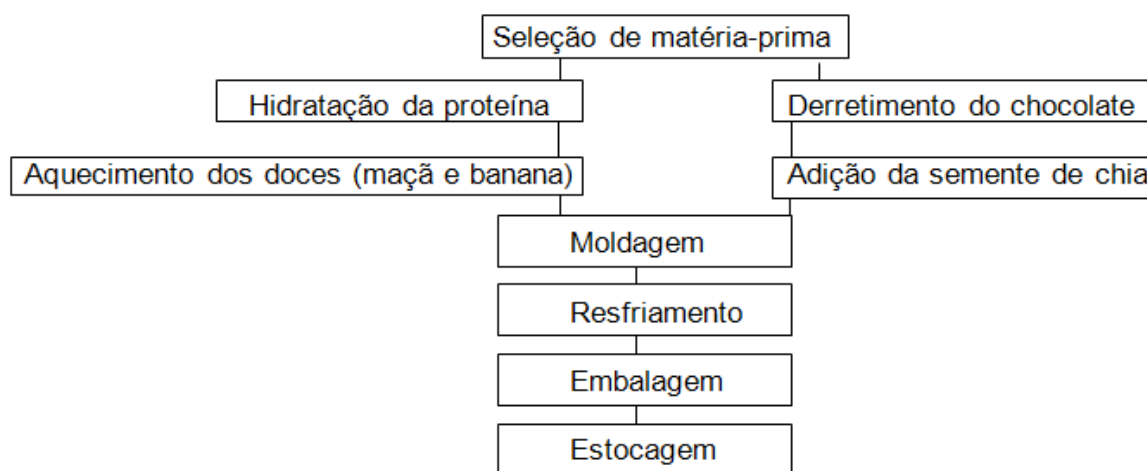 Seleção de matéria-prima
Hidratação da proteína
Derretimento do chocolate
Aquecimento dos doces (maçã e banana)
Adição da semente de chia
Moldagem
Resfriamento
Embalagem
Estocagem